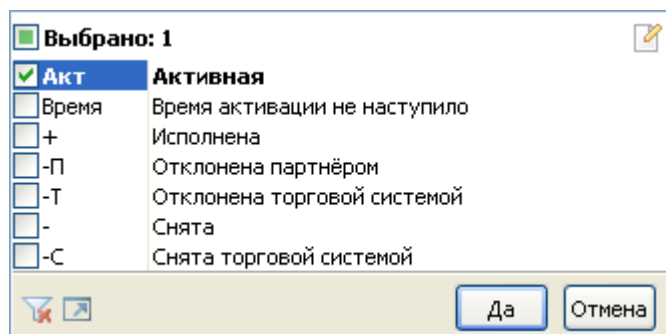 Выбрано: 1
Акт Активная
Время Время активации не наступило
+ Исполнена
-П Отклонена партнёром
-Т Отклонена торговой системой
- Снята
-С Снята торговой системой
Да Отмена